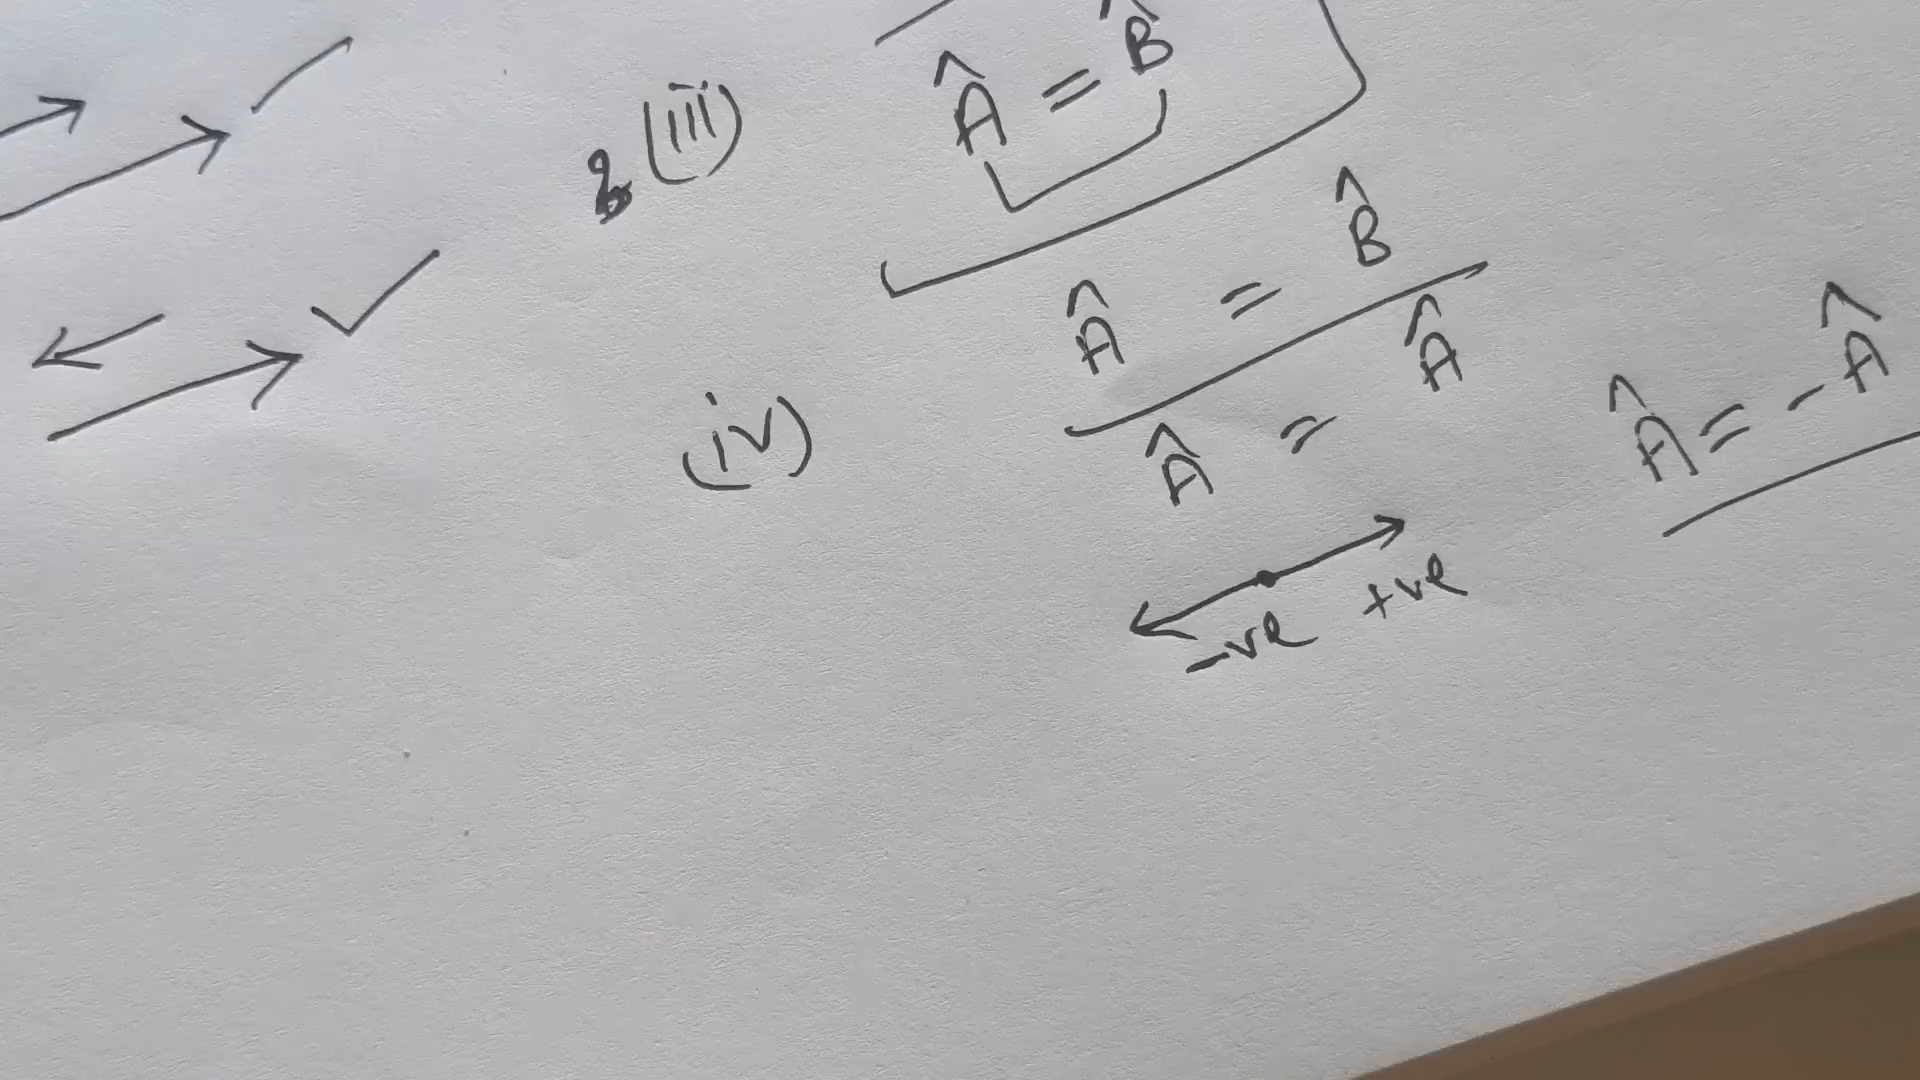 (iii) Â = B̂
Â = B̂
(iv) Â = Â
Â = -Â
-ve +ve